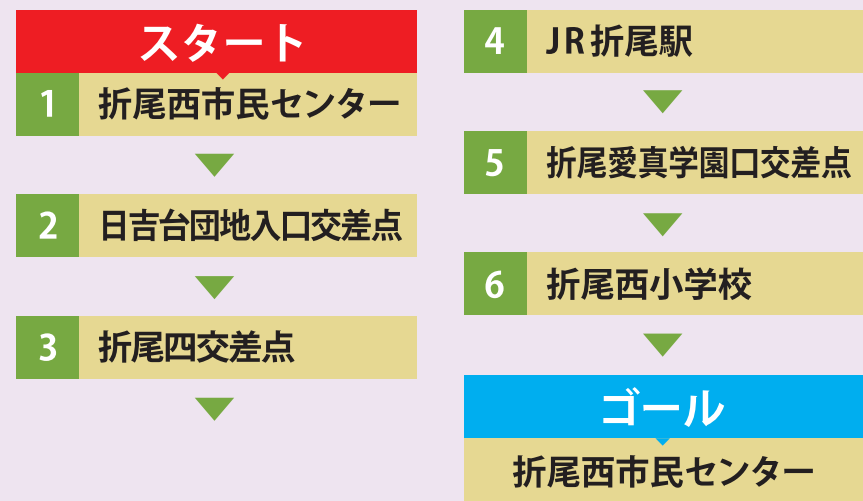 スタート
1 折尾西市民センター
2 日吉台団地入口交差点
3 折尾四交差点
4 JR折尾駅
5 折尾愛真学園口交差点
6 折尾西小学校
ゴール
折尾西市民センター